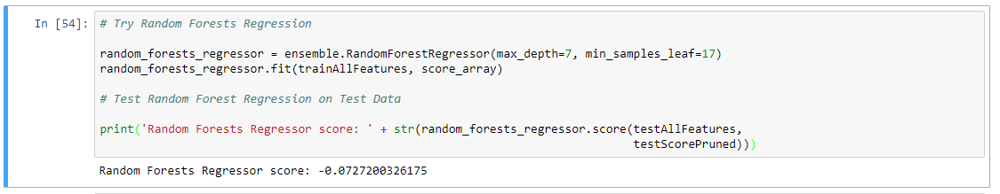 In [54]: # Try Random Forests Regression
random_forests_regressor = ensemble.RandomForestRegressor(max_depth=7, min_samples_leaf=17)
random_forests_regressor.fit(trainAllFeatures, score_array)
# Test Random Forest Regression on Test Data
print('Random Forests Regressor score: ' + str(random_forests_regressor.score(testAllFeatures,
testScorePruned)))
Random Forests Regressor score: -0.0727200326175